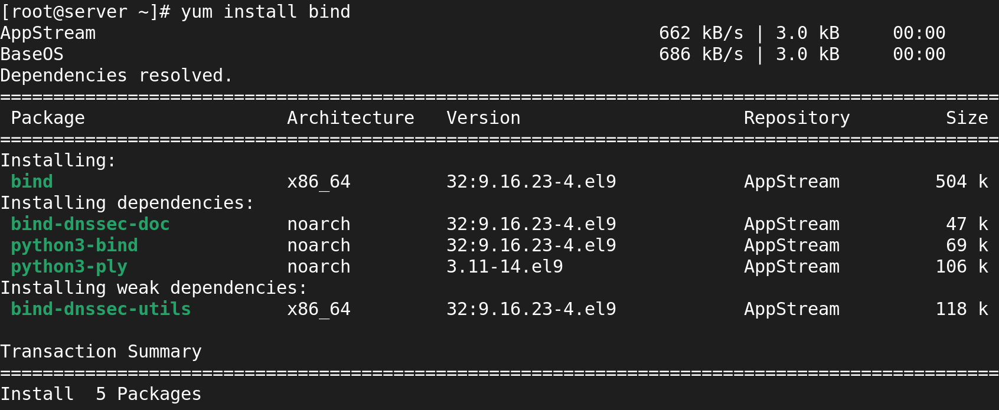 [root@server ~]# yum install bind
AppStream                                                     662 kB/s | 3.0 kB     00:00
BaseOS                                                        686 kB/s | 3.0 kB     00:00
Dependencies resolved.
==============================================================================================
 Package                   Architecture   Version                     Repository         Size
==============================================================================================
Installing:
 bind                      x86_64         32:9.16.23-4.el9            AppStream         504 k
Installing dependencies:
 bind-dnssec-doc           noarch         32:9.16.23-4.el9            AppStream          47 k
 python3-bind              noarch         32:9.16.23-4.el9            AppStream          69 k
 python3-ply               noarch         3.11-14.el9                 AppStream         106 k
Installing weak dependencies:
 bind-dnssec-utils         x86_64         32:9.16.23-4.el9            AppStream         118 k

Transaction Summary
==============================================================================================
Install  5 Packages